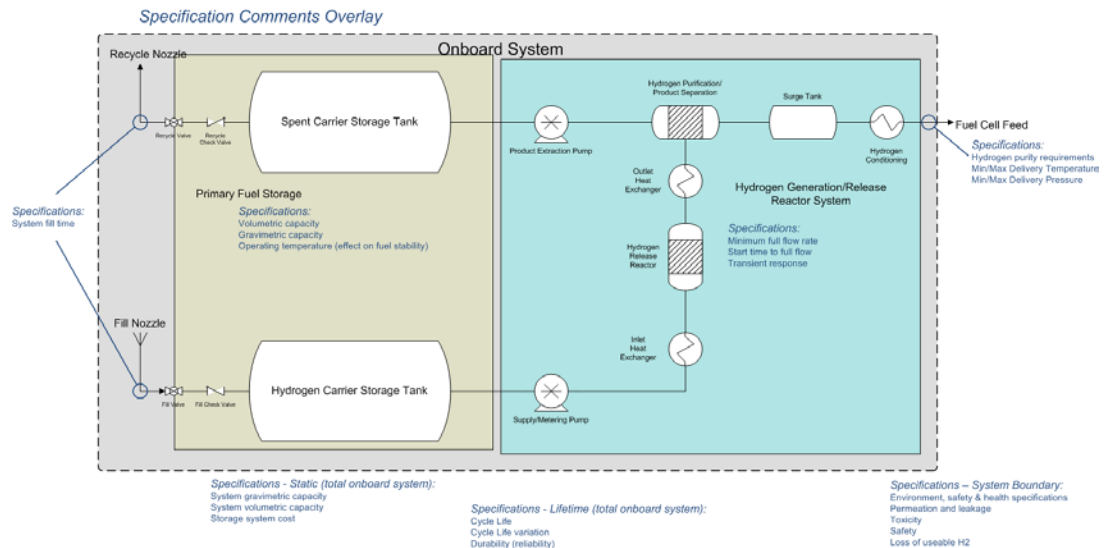 Specification Comments Overlay
Onboard System
Recycle Nozzle
Recycle Valve
Recycle
Check Valve
Spent Carrier Storage Tank
Product Extraction Pump
Hydrogen Purification/
Product Separation
Surge Tank
Hydrogen
Conditioning
Fuel Cell Feed
Specifications:
Hydrogen purity requirements
Min/Max Delivery Temperature
Min/Max Delivery Pressure
Outlet
Heat
Exchanger
Hydrogen Generation/Release
Reactor System
Primary Fuel Storage
Specifications:
Volumetric capacity
Gravimetric capacity
Operating temperature (effect on fuel stability)
Specifications:
System fill time
Specifications:
Minimum full flow rate
Start time to full flow
Transient response
Hydrogen
Release
Reactor
Fill Nozzle
Inlet
Heat
Exchanger
Fill Valve
Fill Check Valve
Hydrogen Carrier Storage Tank
Supply/Metering Pump
Specifications - Static (total onboard system):
System gravimetric capacity
System volumetric capacity
Storage system cost
Specifications - Lifetime (total onboard system):
Cycle Life
Cycle Life variation
Durability (reliability)
Specifications – System Boundary:
Environment, safety & health specifications
Permeation and leakage
Toxicity
Safety
Loss of useable H2